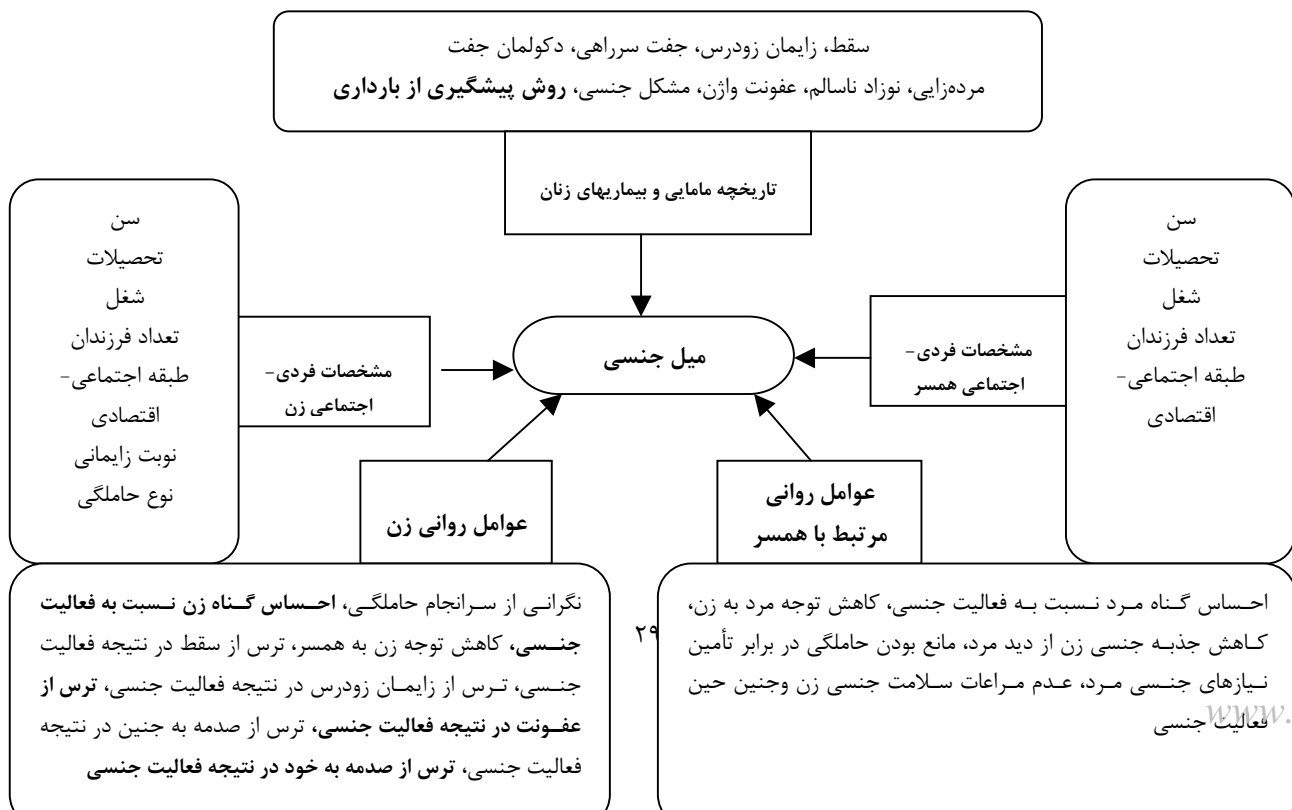 سقط، زایمان زودرس، جفت سرراهی، دکولمان جفت
مرده‌زایی، نوزاد ناسالم، عفونت واژن، مشکل جنسی، روش پیشگیری از بارداری
تاریخچه مامایی و بیماریهای زنان
سن
تحصیلات
شغل
تعداد فرزندان
طبقه اجتماعی-
اقتصادی
مشخصات فردی-
اجتماعی همسر
میل جنسی
مشخصات فردی-
اجتماعی زن
سن
تحصیلات
شغل
تعداد فرزندان
طبقه اجتماعی-
اقتصادی
نوبت زایمانی
نوع حاملگی
عوامل روانی
مرتبط با همسر
عوامل روانی زن
احساس گناه مرد نسبت به فعالیت جنسی، کاهش توجه مرد به زن،
کاهش جذبه جنسی زن از دید مرد، مانع بودن حاملگی در برابر تأمین
نیازهای جنسی مرد، عدم مراعات سلامت جنسی زن وجنین حین
فعالیت جنسی
www.
۲۹
نگرانی از سرانجام حاملگی، احساس گناه زن نسبت به فعالیت
جنسی، کاهش توجه زن به همسر، ترس از سقط در نتیجه فعالیت
جنسی، ترس از زایمان زودرس در نتیجه فعالیت جنسی، ترس از
عفونت در نتیجه فعالیت جنسی، ترس از صدمه به جنین در نتیجه
فعالیت جنسی، ترس از صدمه به خود در نتیجه فعالیت جنسی